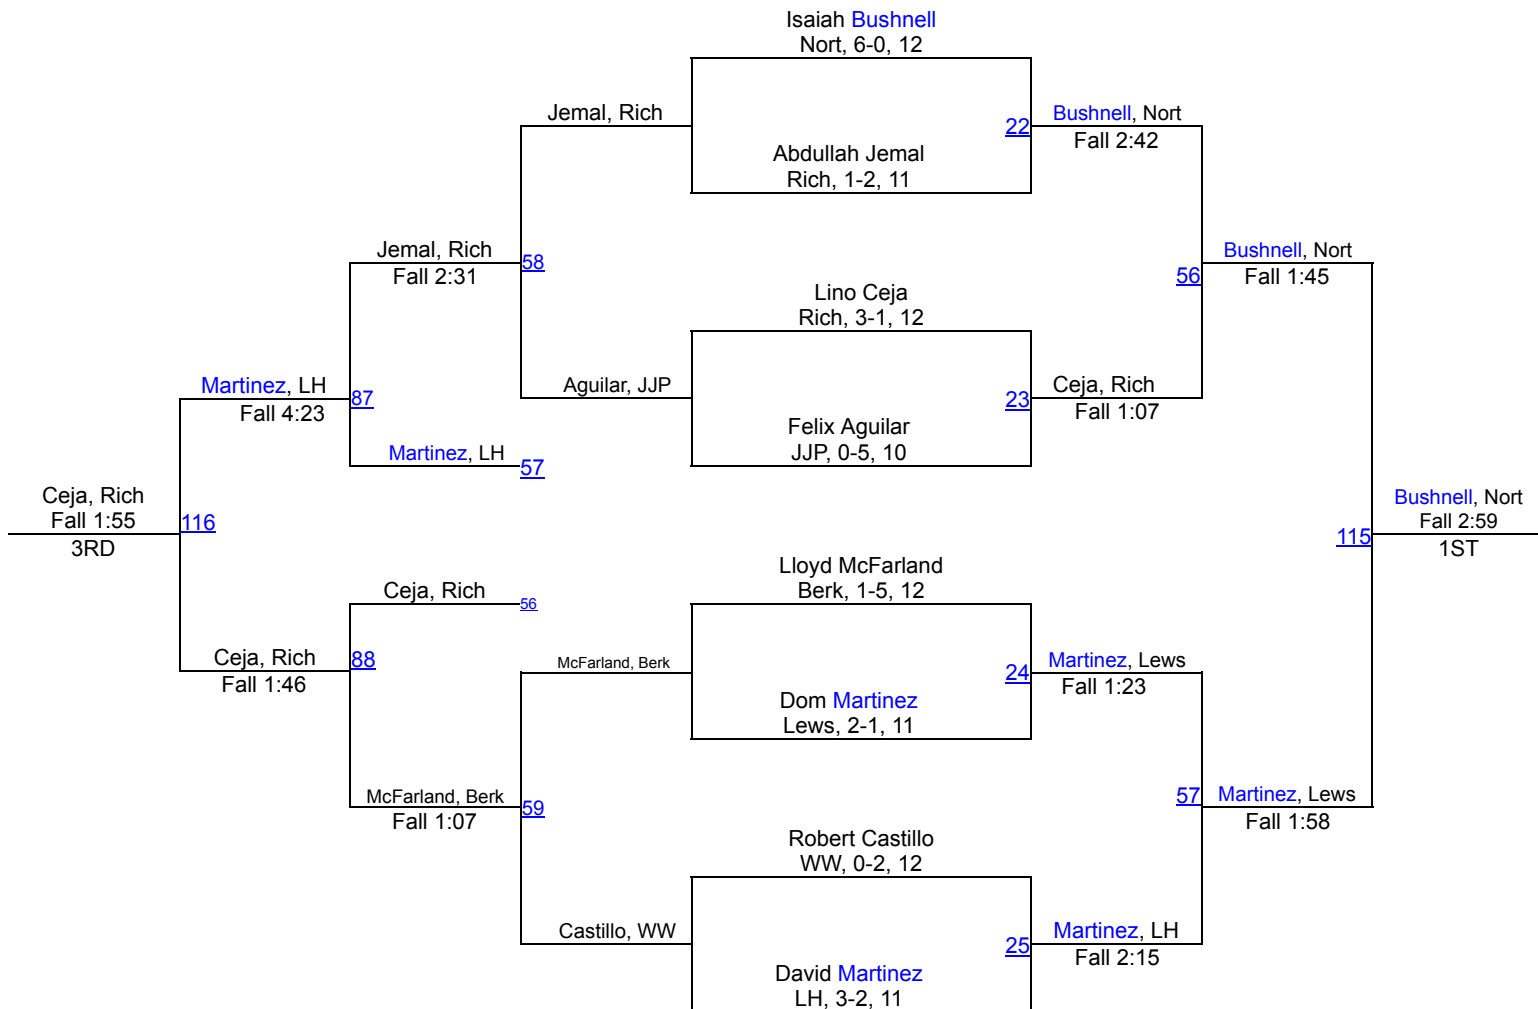 Isaiah Bushnell
Nort, 6-0, 12
Jemal, Rich
22
Bushnell, Nort
Fall 2:42
Abdullah Jemal
Rich, 1-2, 11
Jemal, Rich
Fall 2:31
58
Bushnell, Nort
Fall 1:45
56
Lino Ceja
Rich, 3-1, 12
Martinez, LH
Fall 4:23
87
Aguilar, JJP
23
Ceja, Rich
Fall 1:07
Felix Aguilar
JJP, 0-5, 10
Martinez, LH
57
Ceja, Rich
Fall 1:55
3RD
116
115
Bushnell, Nort
Fall 2:59
1ST
Lloyd McFarland
Berk, 1-5, 12
Ceja, Rich
56
Ceja, Rich
Fall 1:46
88
McFarland, Berk
24
Martinez, Lews
Fall 1:23
Dom Martinez
Lews, 2-1, 11
McFarland, Berk
Fall 1:07
59
57
Martinez, Lews
Fall 1:58
Robert Castillo
WW, 0-2, 12
Castillo, WW
25
Martinez, LH
Fall 2:15
David Martinez
LH, 3-2, 11